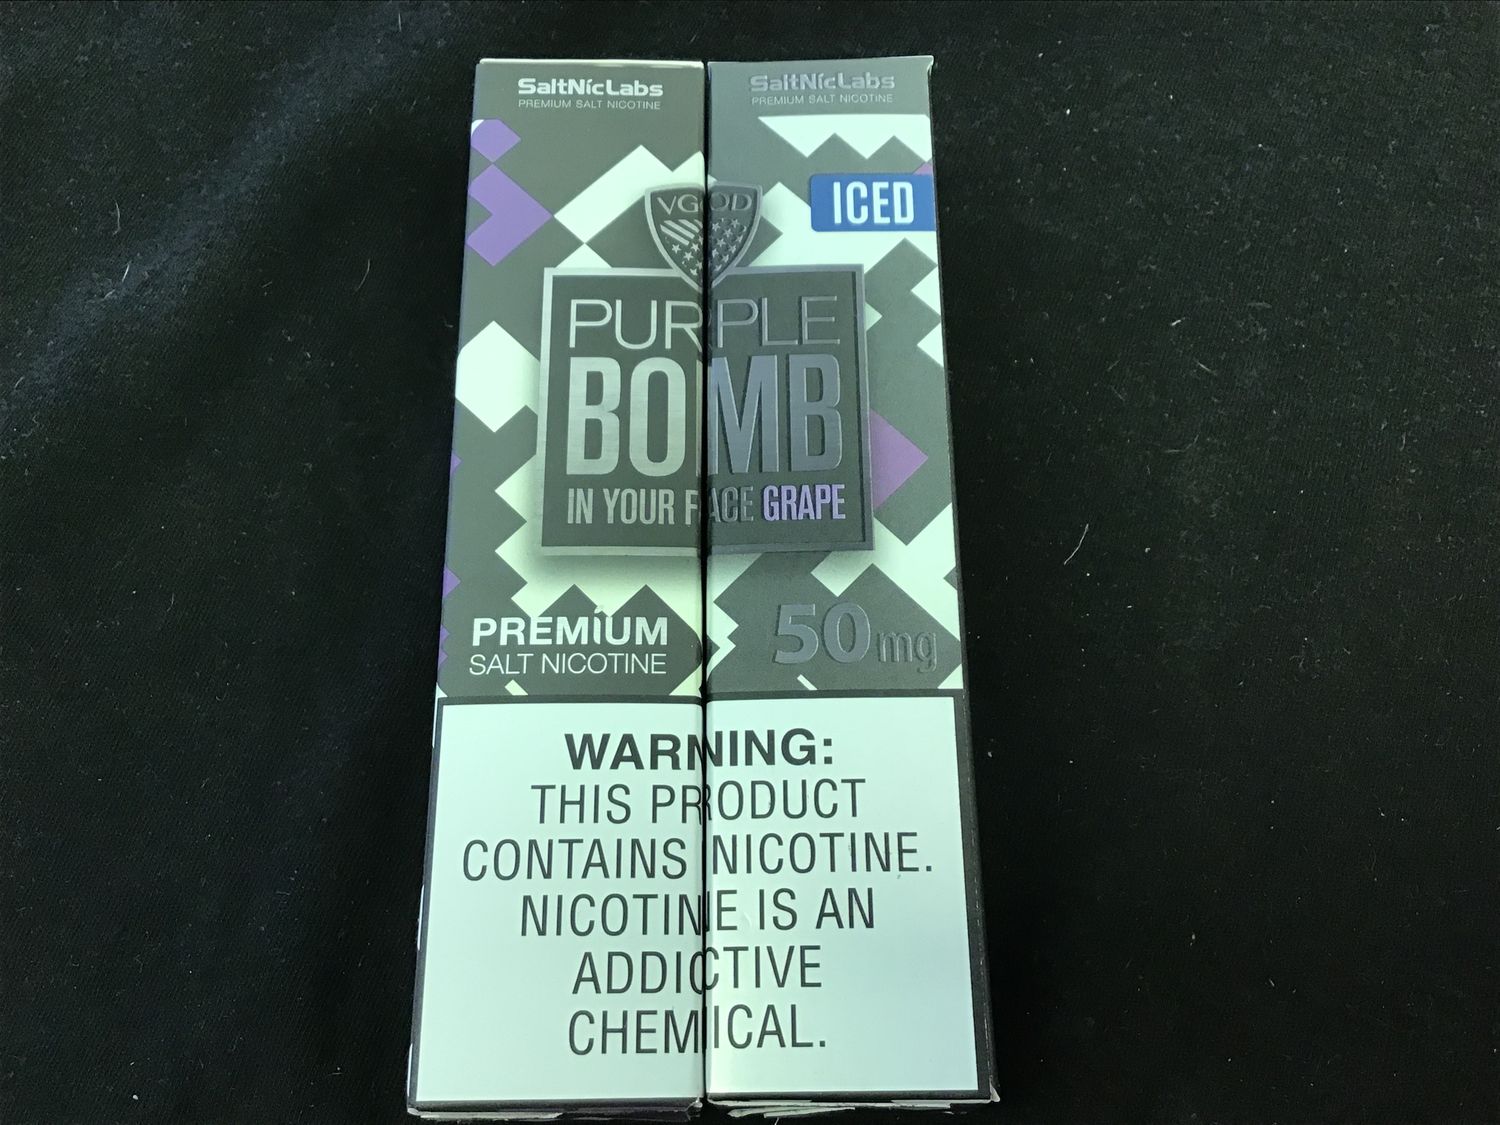 SaltNicLabs SaltNicLabs
PREMIUM SALT NICOTINE PREMIUM SALT NICOTINE
ICED
VGOD
PURPLE
BOMB
IN YOUR FACE GRAPE
50mg
PREMIUM
SALT NICOTINE
WARNING:
THIS PRODUCT
CONTAINS NICOTINE.
NICOTINE IS AN
ADDICTIVE
CHEMICAL.